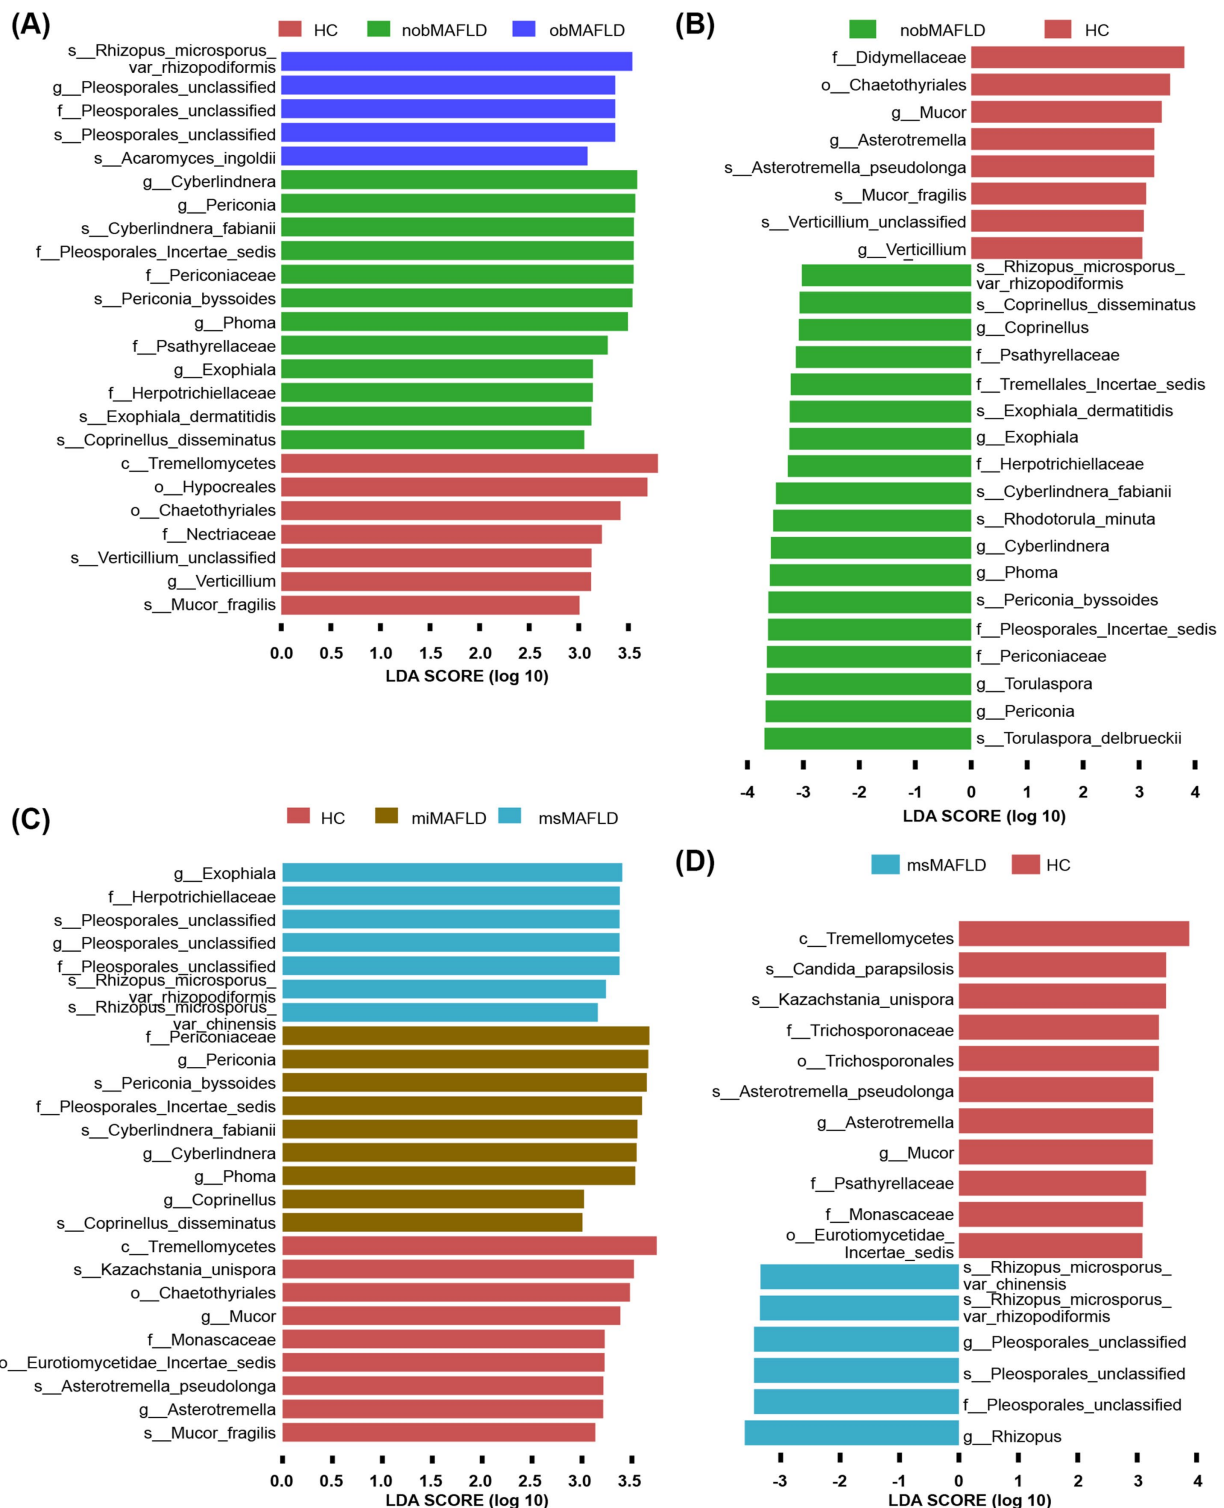 (A)
HC nobMAFLD obMAFLD
s__Rhizopus_microsporus_
var_rhizopodiformis
g__Pleosporales_unclassified
f__Pleosporales_unclassified
s__Pleosporales_unclassified
s__Acaromyces_ingoldii
g__Cyberlindnera
g__Periconia
s__Cyberlindnera_fabianii
f__Pleosporales_Incertae_sedis
f__Periconiaceae
s__Periconia_byssoides
g__Phoma
f__Psathyrellaceae
g__Exophiala
f__Herpotrichiellaceae
s__Exophiala_dermatitidis
s__Coprinellus_disseminatus
c__Tremellomycetes
o__Hypocreales
o__Chaetothyriales
f__Nectriaceae
s__Verticillium_unclassified
g__Verticillium
s__Mucor_fragilis
0.0 0.5 1.0 1.5 2.0 2.5 3.0 3.5
LDA SCORE (log 10)
(B)
nobMAFLD HC
f__Didymellaceae
o__Chaetothyriales
g__Mucor
g__Asterotremella
s__Asterotremella_pseudolonga
s__Mucor_fragilis
s__Verticillium_unclassified
g__Verticillium
s__Rhizopus_microsporus_
var_rhizopodiformis
s__Coprinellus_disseminatus
g__Coprinellus
f__Psathyrellaceae
f__Tremellales_Incertae_sedis
s__Exophiala_dermatitidis
g__Exophiala
f__Herpotrichiellaceae
s__Cyberlindnera_fabianii
s__Rhodotorula_minuta
g__Cyberlindnera
g__Phoma
s__Periconia_byssoides
f__Pleosporales_Incertae_sedis
f__Periconiaceae
g__Torulaspora
g__Periconia
s__Torulaspora_delbrueckii
-4 -3 -2 -1 0 1 2 3 4
LDA SCORE (log 10)
(C)
HC miMAFLD msMAFLD
g__Exophiala
f__Herpotrichiellaceae
s__Pleosporales_unclassified
g__Pleosporales_unclassified
f__Pleosporales_unclassified
s__Rhizopus_microsporus_
var_rhizopodiformis
s__Rhizopus_microsporus_
var_chinensis
f__Periconiaceae
g__Periconia
s__Periconia_byssoides
f__Pleosporales_Incertae_sedis
s__Cyberlindnera_fabianii
g__Cyberlindnera
g__Phoma
g__Coprinellus
s__Coprinellus_disseminatus
c__Tremellomycetes
s__Kazachstania_unispora
o__Chaetothyriales
g__Mucor
f__Monascaceae
o__Eurotiomycetidae_Incertae_sedis
s__Asterotremella_pseudolonga
g__Asterotremella
s__Mucor_fragilis
0.0 0.5 1.0 1.5 2.0 2.5 3.0 3.5
LDA SCORE (log 10)
(D)
msMAFLD HC
c__Tremellomycetes
s__Candida_parapsilosis
s__Kazachstania_unispora
f__Trichosporonaceae
o__Trichosporonales
s__Asterotremella_pseudolonga
g__Asterotremella
g__Mucor
f__Psathyrellaceae
f__Monascaceae
o__Eurotiomycetidae_
Incertae_sedis
s__Rhizopus_microsporus_
var_chinensis
s__Rhizopus_microsporus_
var_rhizopodiformis
g__Pleosporales_unclassified
s__Pleosporales_unclassified
f__Pleosporales_unclassified
g__Rhizopus
-3 -2 -1 0 1 2 3 4
LDA SCORE (log 10)